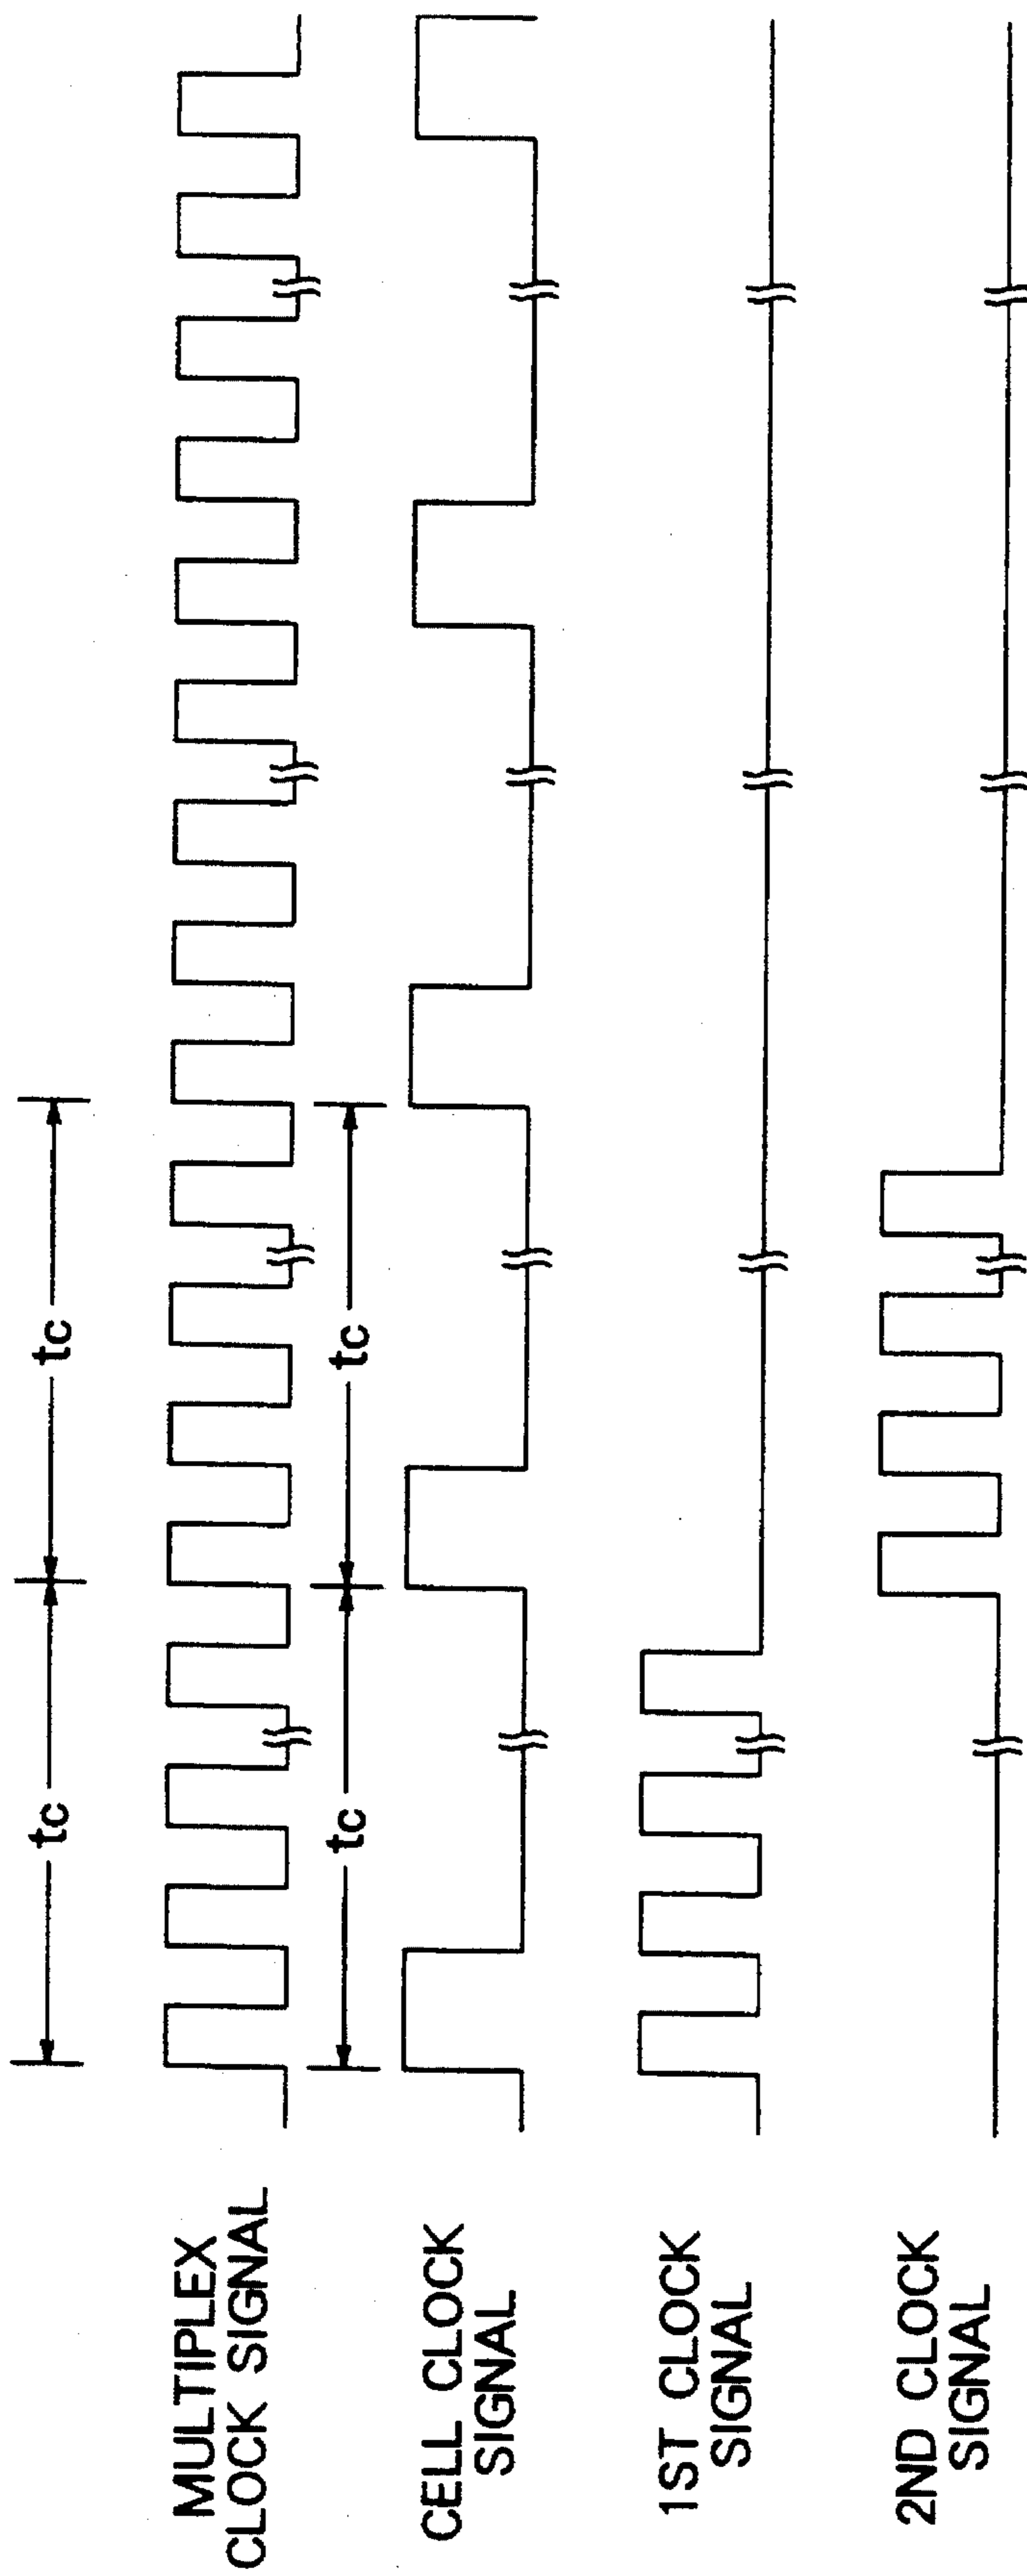 tc
tc
MULTIPLEX
CLOCK SIGNAL
tc
tc
CELL CLOCK
SIGNAL
1ST CLOCK
SIGNAL
2ND CLOCK
SIGNAL